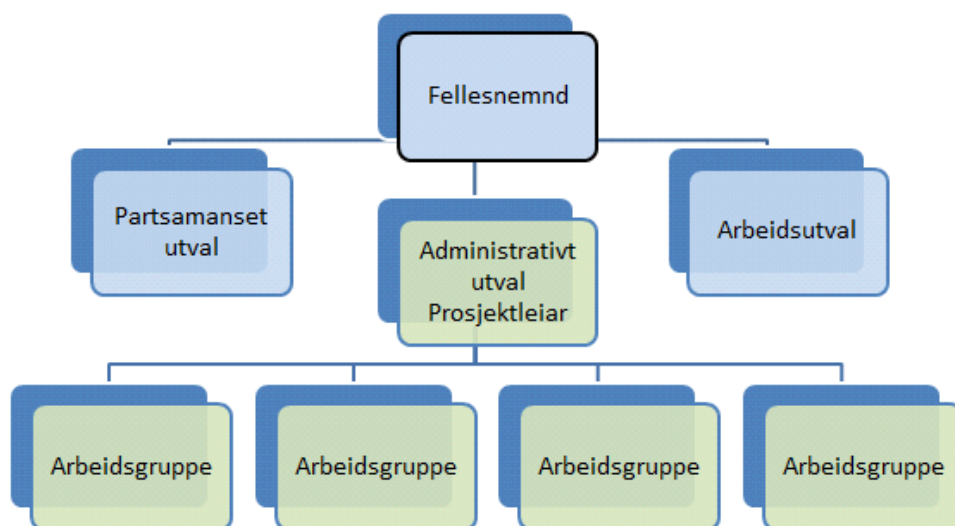 Fellesnemnd
Partsamanset
utval
Administrativt
utval
Prosjektleiar
Arbeidsutval
Arbeidsgruppe
Arbeidsgruppe
Arbeidsgruppe
Arbeidsgruppe